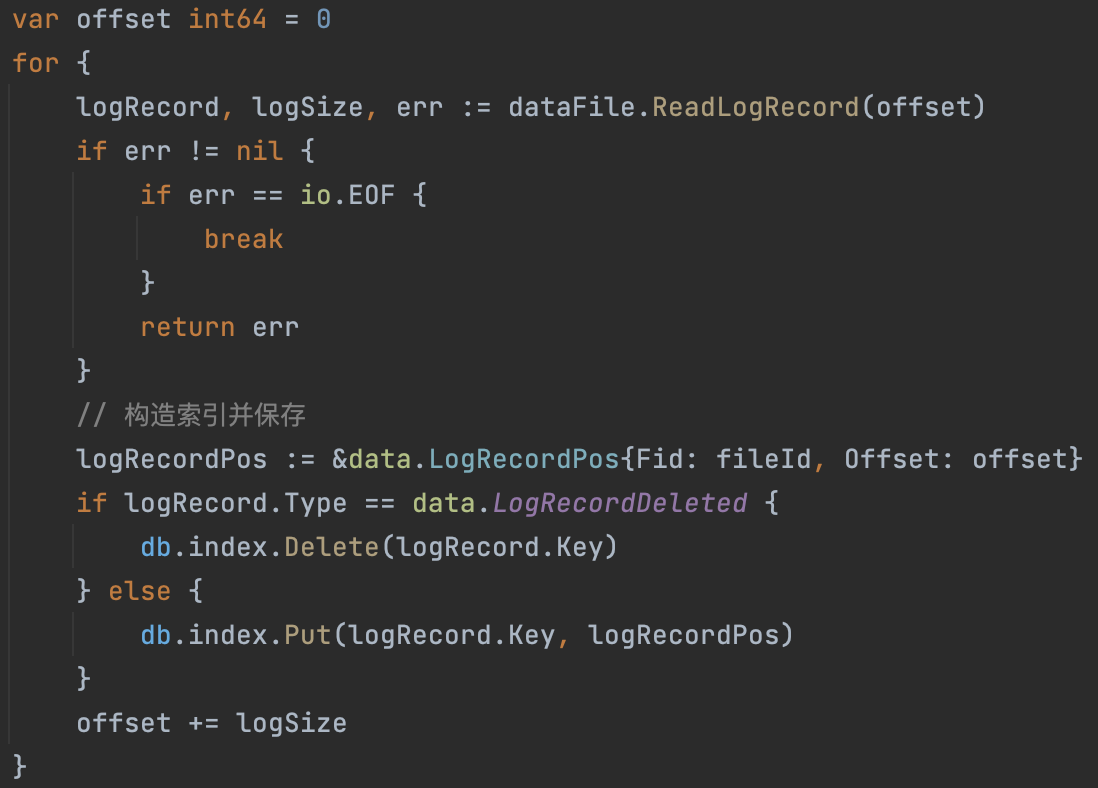 var offset int64 = 0
for {
    logRecord, logSize, err := dataFile.ReadLogRecord(offset)
    if err != nil {
        if err == io.EOF {
            break
        }
        return err
    }
    // 构造索引并保存
    logRecordPos := &data.LogRecordPos{Fid: fileId, Offset: offset}
    if logRecord.Type == data.LogRecordDeleted {
        db.index.Delete(logRecord.Key)
    } else {
        db.index.Put(logRecord.Key, logRecordPos)
    }
    offset += logSize
}